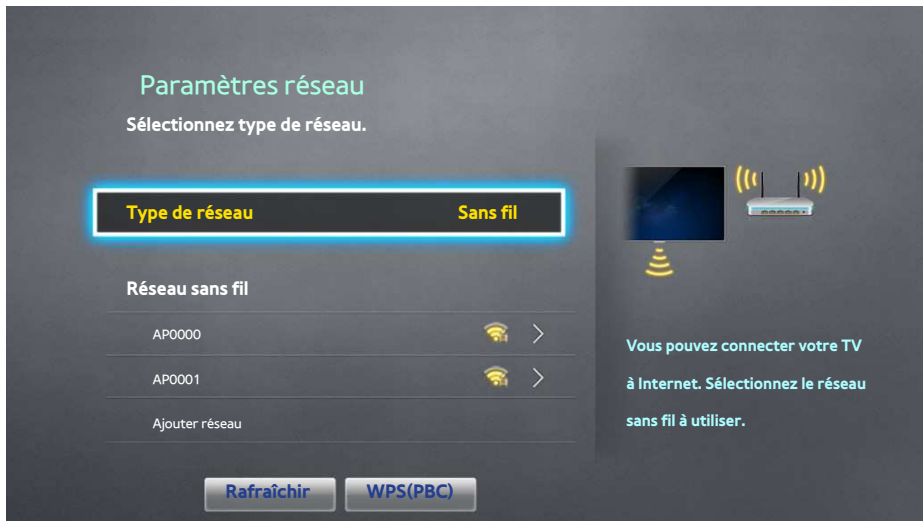 Paramètres réseau
Sélectionnez type de réseau.
Type de réseau Sans fil
Réseau sans fil
AP0000
AP0001
Ajouter réseau
Rafraîchir WPS(PBC)
Vous pouvez connecter votre TV
à Internet. Sélectionnez le réseau
sans fil à utiliser.